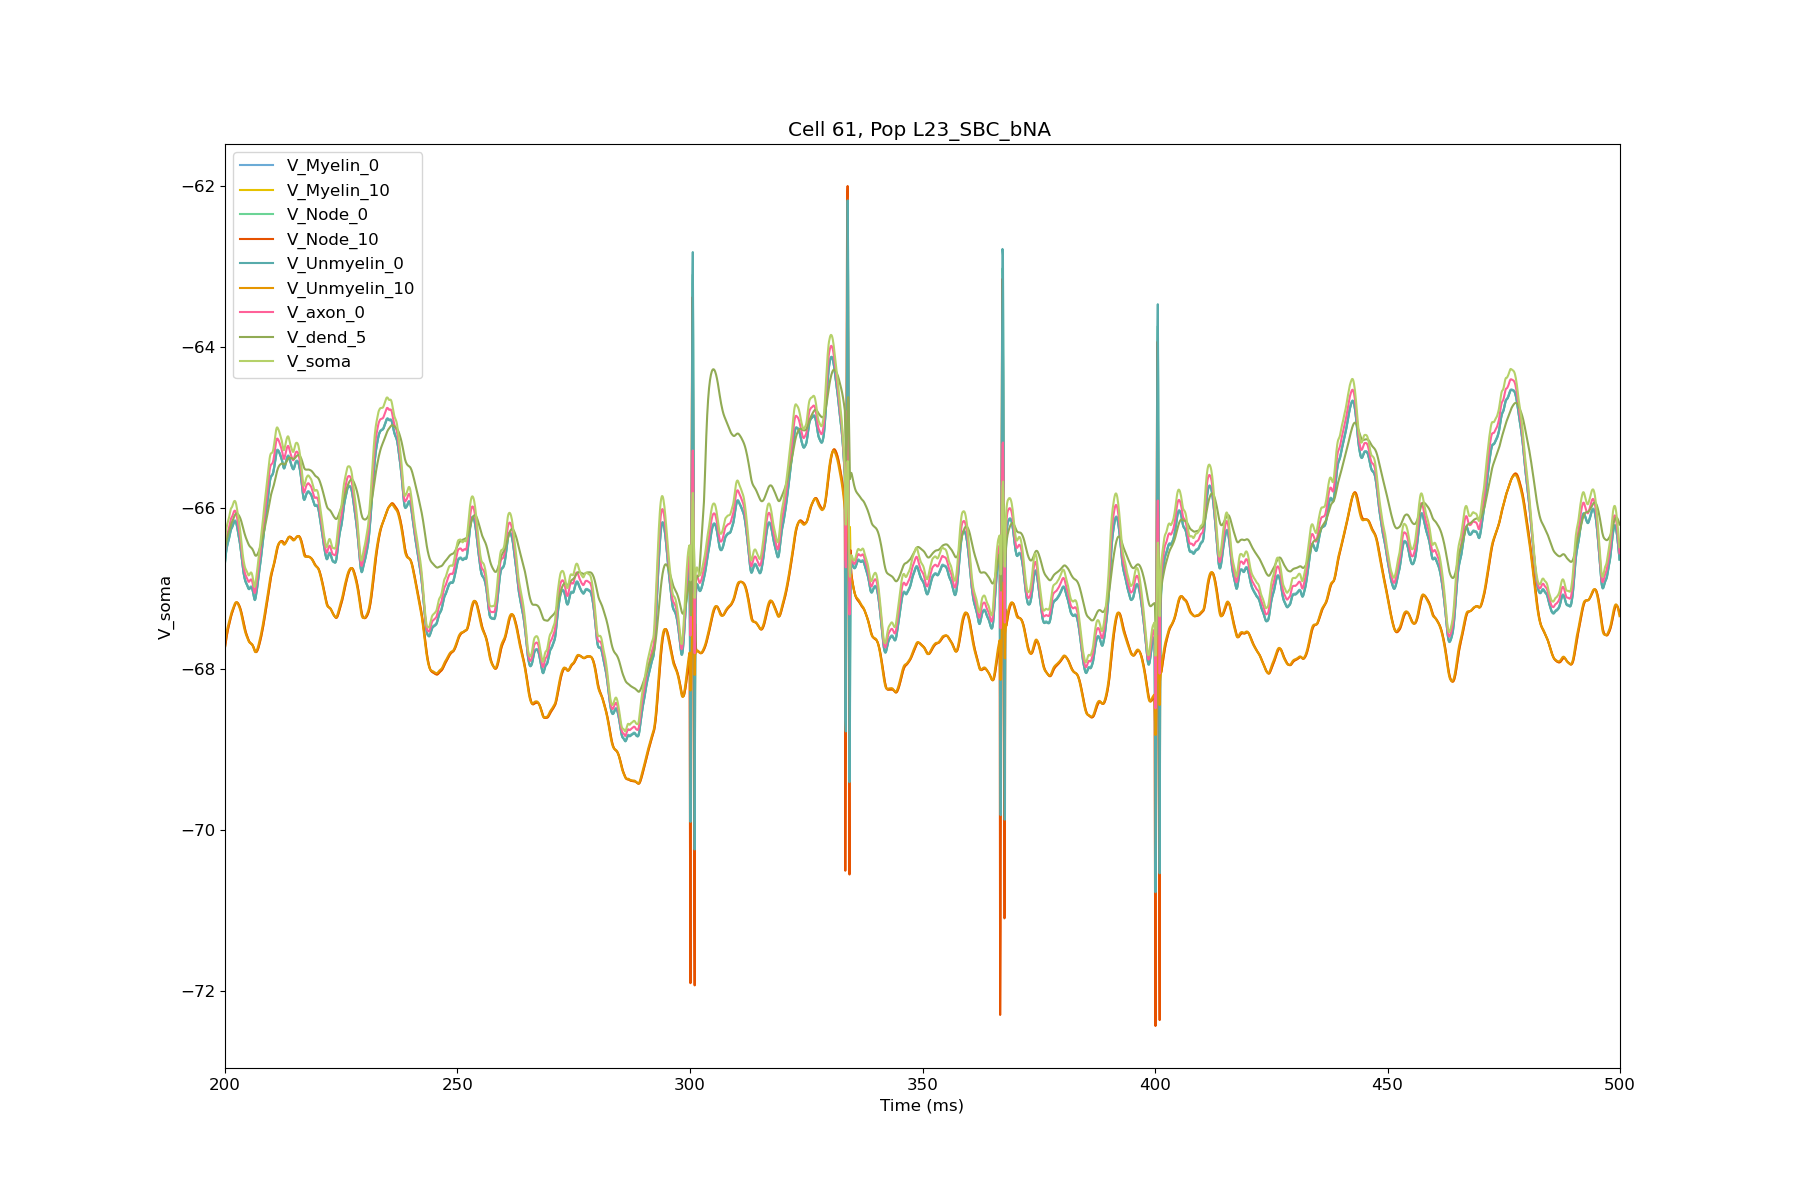 Cell 61, Pop L23_SBC_bNA
V_Myelin_0
V_Myelin_10
V_Node_0
V_Node_10
V_Unmyelin_0
V_Unmyelin_10
V_axon_0
V_dend_5
V_soma
−62
−64
−66
−68
−70
−72
V_soma
200
250
300
350
400
450
500
Time (ms)